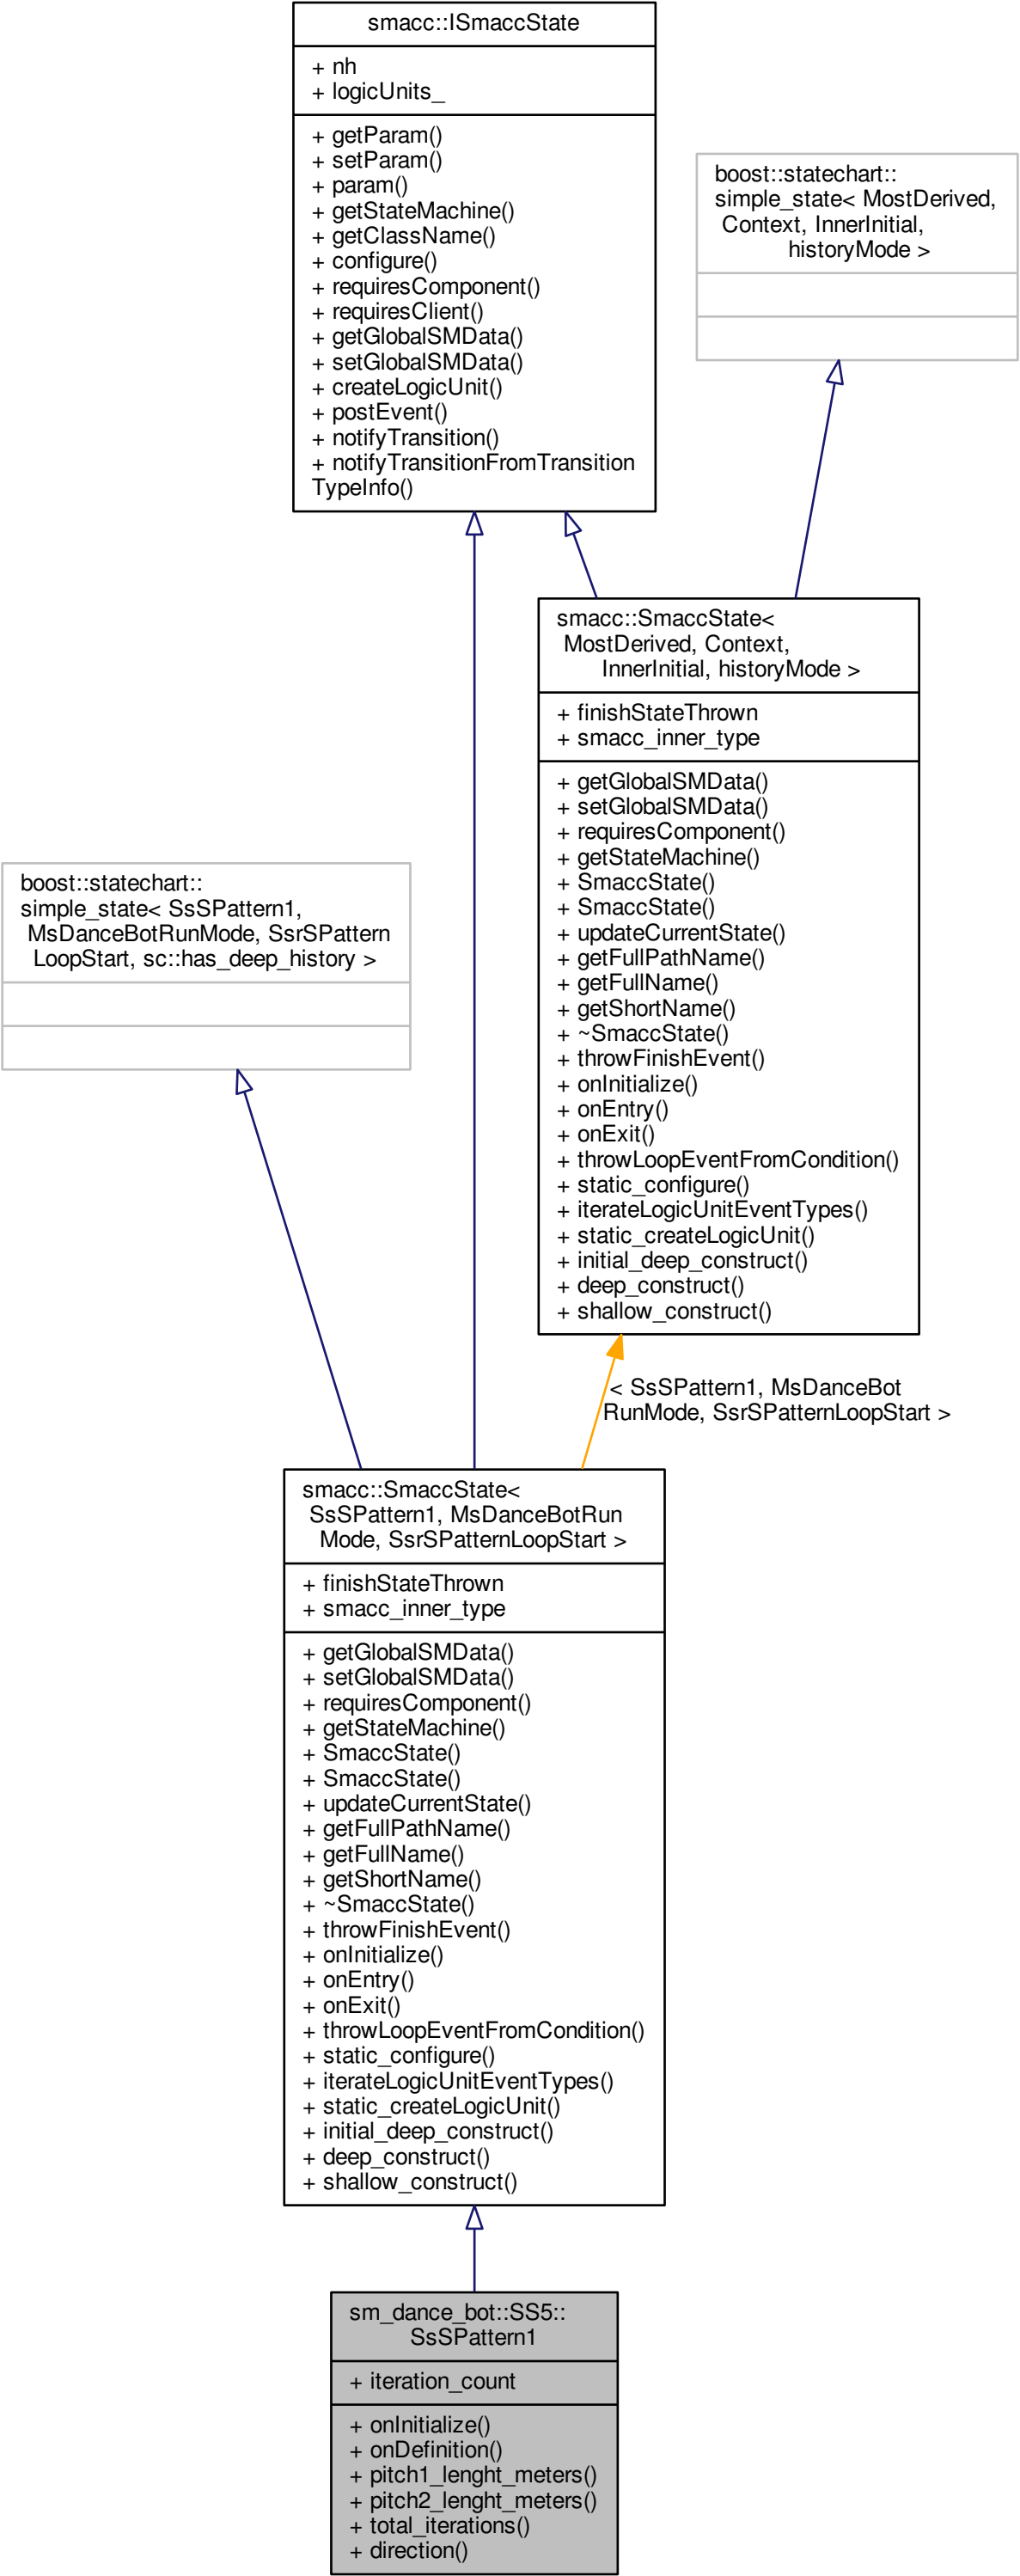 smacc::ISmaccState
+ nh
+ logicUnits_
+ getParam()
+ setParam()
+ param()
+ getStateMachine()
+ getClassName()
+ configure()
+ requiresComponent()
+ requiresClient()
+ getGlobalSMData()
+ setGlobalSMData()
+ createLogicUnit()
+ postEvent()
+ notifyTransition()
+ notifyTransitionFromTransition
TypeInfo()
boost::statechart::
simple_state< MostDerived,
Context, InnerInitial,
historyMode >
smacc::SmaccState<
MostDerived, Context,
InnerInitial, historyMode >
+ finishStateThrown
+ smacc_inner_type
+ getGlobalSMData()
+ setGlobalSMData()
+ requiresComponent()
+ getStateMachine()
+ SmaccState()
+ SmaccState()
+ updateCurrentState()
+ getFullPathName()
+ getFullName()
+ getShortName()
+ ~SmaccState()
+ throwFinishEvent()
+ onInitialize()
+ onEntry()
+ onExit()
+ throwLoopEventFromCondition()
+ static_configure()
+ iterateLogicUnitEventTypes()
+ static_createLogicUnit()
+ initial_deep_construct()
+ deep_construct()
+ shallow_construct()
boost::statechart::
simple_state< SsSPattern1,
MsDanceBotRunMode, SsrSPattern
LoopStart, sc::has_deep_history >
< SsSPattern1, MsDanceBot
RunMode, SsrSPatternLoopStart >
smacc::SmaccState<
SsSPattern1, MsDanceBotRun
Mode, SsrSPatternLoopStart >
+ finishStateThrown
+ smacc_inner_type
+ getGlobalSMData()
+ setGlobalSMData()
+ requiresComponent()
+ getStateMachine()
+ SmaccState()
+ SmaccState()
+ updateCurrentState()
+ getFullPathName()
+ getFullName()
+ getShortName()
+ ~SmaccState()
+ throwFinishEvent()
+ onInitialize()
+ onEntry()
+ onExit()
+ throwLoopEventFromCondition()
+ static_configure()
+ iterateLogicUnitEventTypes()
+ static_createLogicUnit()
+ initial_deep_construct()
+ deep_construct()
+ shallow_construct()
sm_dance_bot::SS5::
SsSPattern1
+ iteration_count
+ onInitialize()
+ onDefinition()
+ pitch1_lenght_meters()
+ pitch2_lenght_meters()
+ total_iterations()
+ direction()